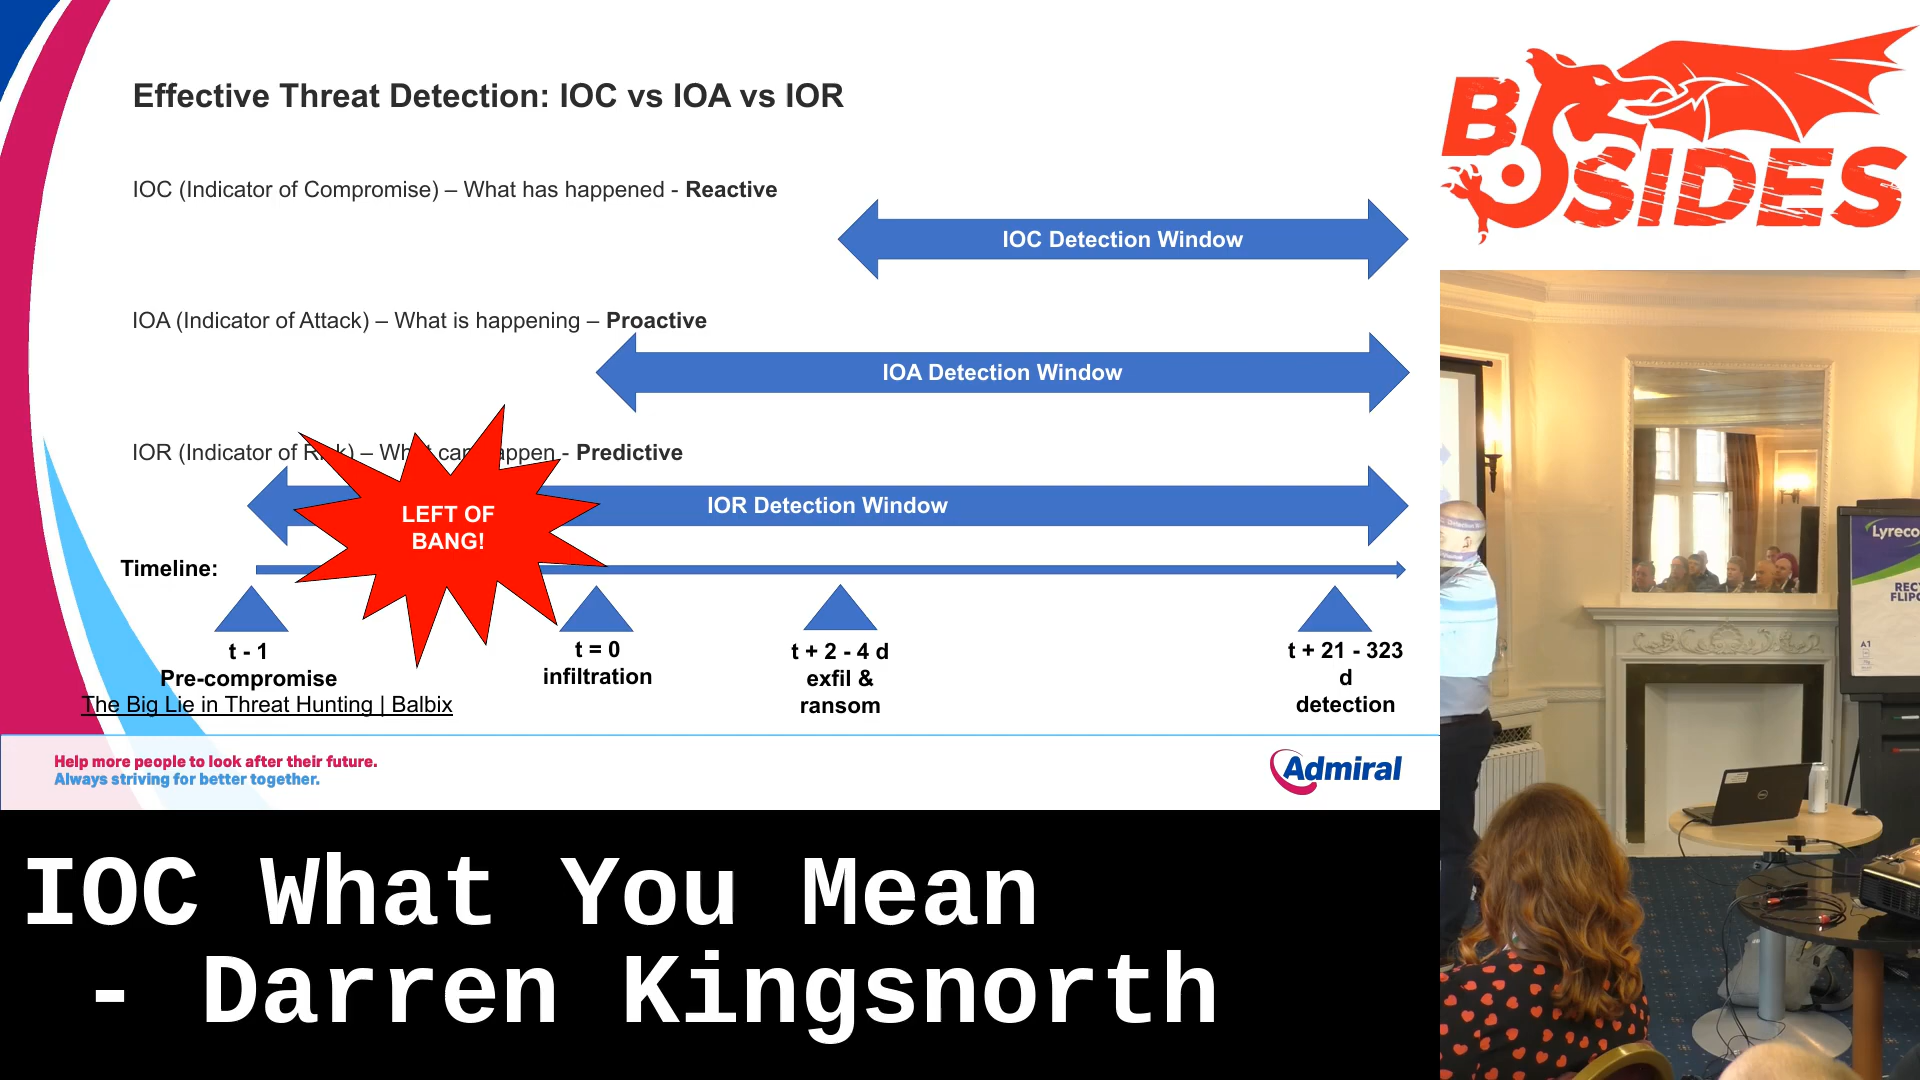 Effective Threat Detection: IOC vs IOA vs IOR
IOC (Indicator of Compromise) – What has happened - Reactive
IOC Detection Window
IOA (Indicator of Attack) – What is happening – Proactive
IOA Detection Window
IOR (Indicator of – can - Predictive
IOR Detection Window
LEFT OF
BANG!
Timeline:
t - 1
Pre-compromise
t = 0
infiltration
t + 2 - 4 d
exfil &
ransom
t + 21 - 323
d
detection
The Big Lie in Threat Hunting | Balbix
Help more people to look after their future.
Always striving for better together.
Admiral
BSIDES
Lyreco
A1
IOC What You Mean
- Darren Kingsnorth